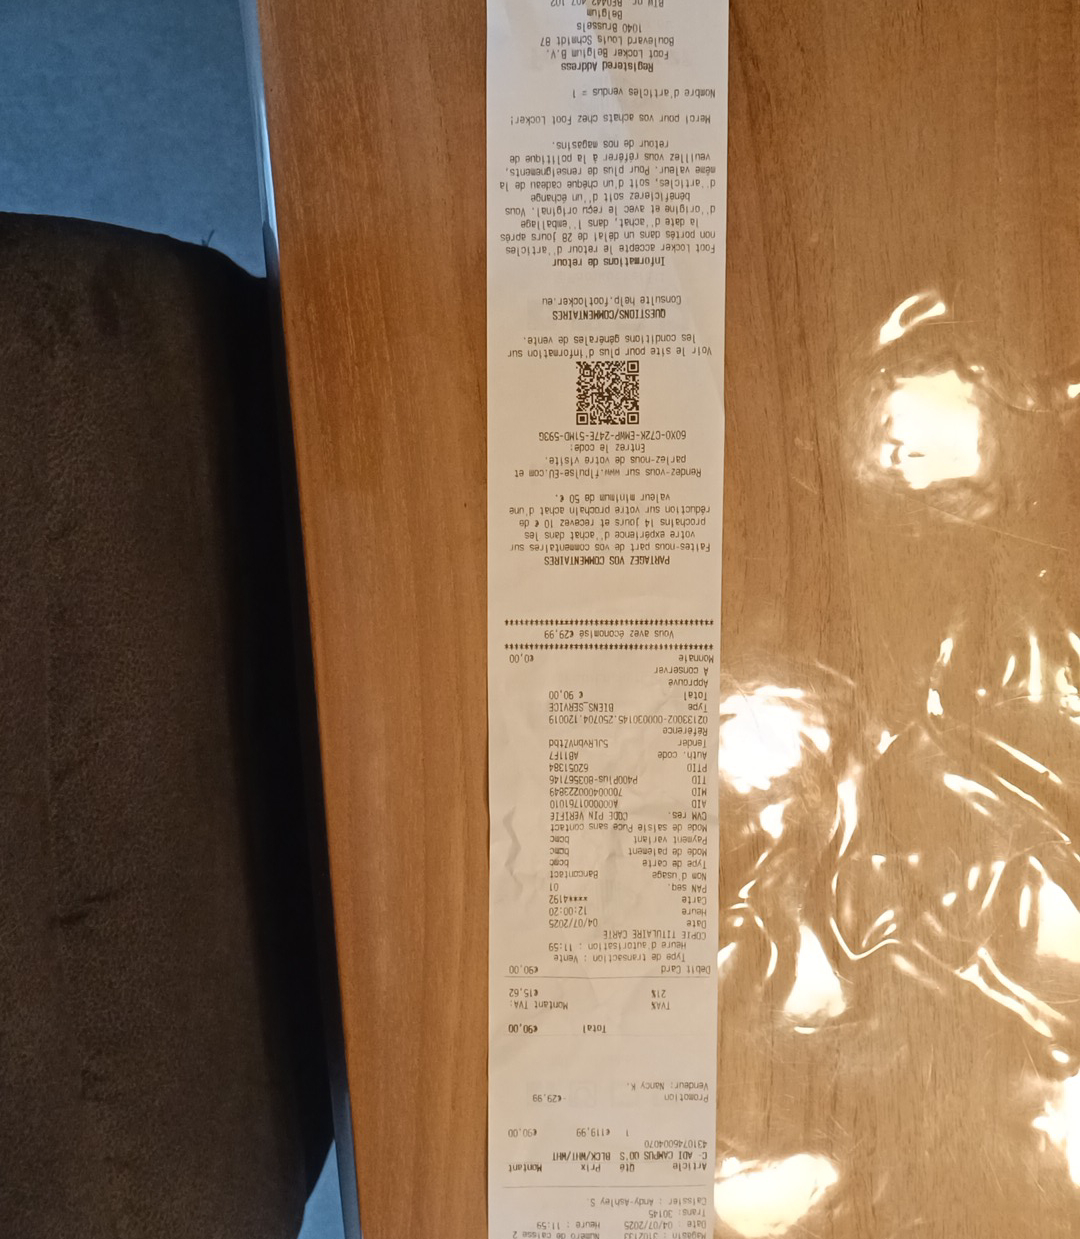 Magasin : 3102133 Numéro de caisse 2
Date : 04/07/2025 Heure : 11:59
Trans: 30145
Caissier : Andy-Ashley S.
Article Qté Prix Montant
C- ADI CAMPUS 00'S BLCK/WHT/WHT
431074560407​0
1 €119,99 €90,00
Promotion -€29,99
Vendeur: Nancy K.
Total €90,00
TVA% Montant TVA:
21% €15,62
Debit Card €90,00
Type de transaction : Vente
Heure d'autorisation : 11:59
COPIE TITULAIRE CARTE
Date 04/07/2025
Heure 12:00:20
Carte ****4192
PAN seq. 01
Nom d'usage Bancontact
Type de carte bcmc
Mode de paiement bcmc
Payment variant bcmc
Mode de saisie Puce sans contact
CVM res. CODE PIN VÉRIFIÉ
AID A0000001761010
MID 700004000223849
TID P400Plus-803567146
PTID 62051384
Auth. code AB11F7
Tender 5JLRvbnVZtbd
Référence
02133002-000030145.250704.120019
Type BIENS_SERVICE
Total € 90,00
Approuvé
A conserver
Monnaie €0,00
***********************************
Vous avez économisé €29,99
***********************************
PARTAGEZ VOS COMMENTAIRES
Faites-nous part de vos commentaires sur
votre expérience d''achat dans les
prochains 14 jours et recevez 10 € de
réduction sur votre prochain achat d'une
valeur minimum de 50 €.
Rendez-vous sur www.flpulse-EU.com et
parlez-nous de votre visite.
Entrez le code:
60X0-C72K-EMWP-247E-51MD-593G
Voir le site pour plus d'information sur
les conditions générales de vente.
QUESTIONS/COMMENTAIRES
Consulte help.footlocker.eu
Informations de retour
Foot Locker accepte le retour d''articles
non portés dans un délai de 28 jours après
la date d''achat, dans l''emballage
d''origine et avec le reçu original. Vous
bénéficierez soit d''un échange
d''articles, soit d'un chèque cadeau de la
même valeur. Pour plus de renseignements,
veuillez vous référer à la politique de
retour de nos magasins.
Merci pour vos achats chez Foot Locker!
Nombre d'articles vendus = 1
Registered Address
Foot Locker Belgium B.V.
Boulevard Louis Schmidt 87
1040 Brussels
Belgium
BTW nr. BE0442.407.102